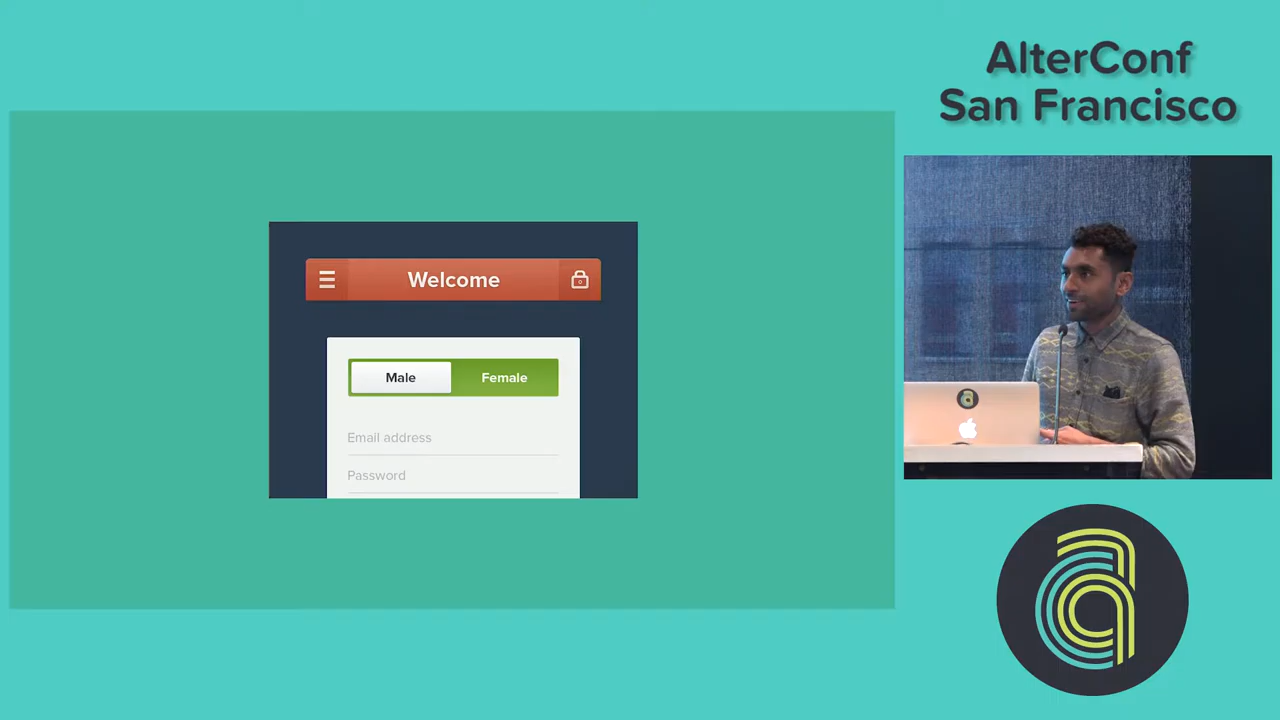 AlterConf
San Francisco
Welcome
Male Female
Email address
Password